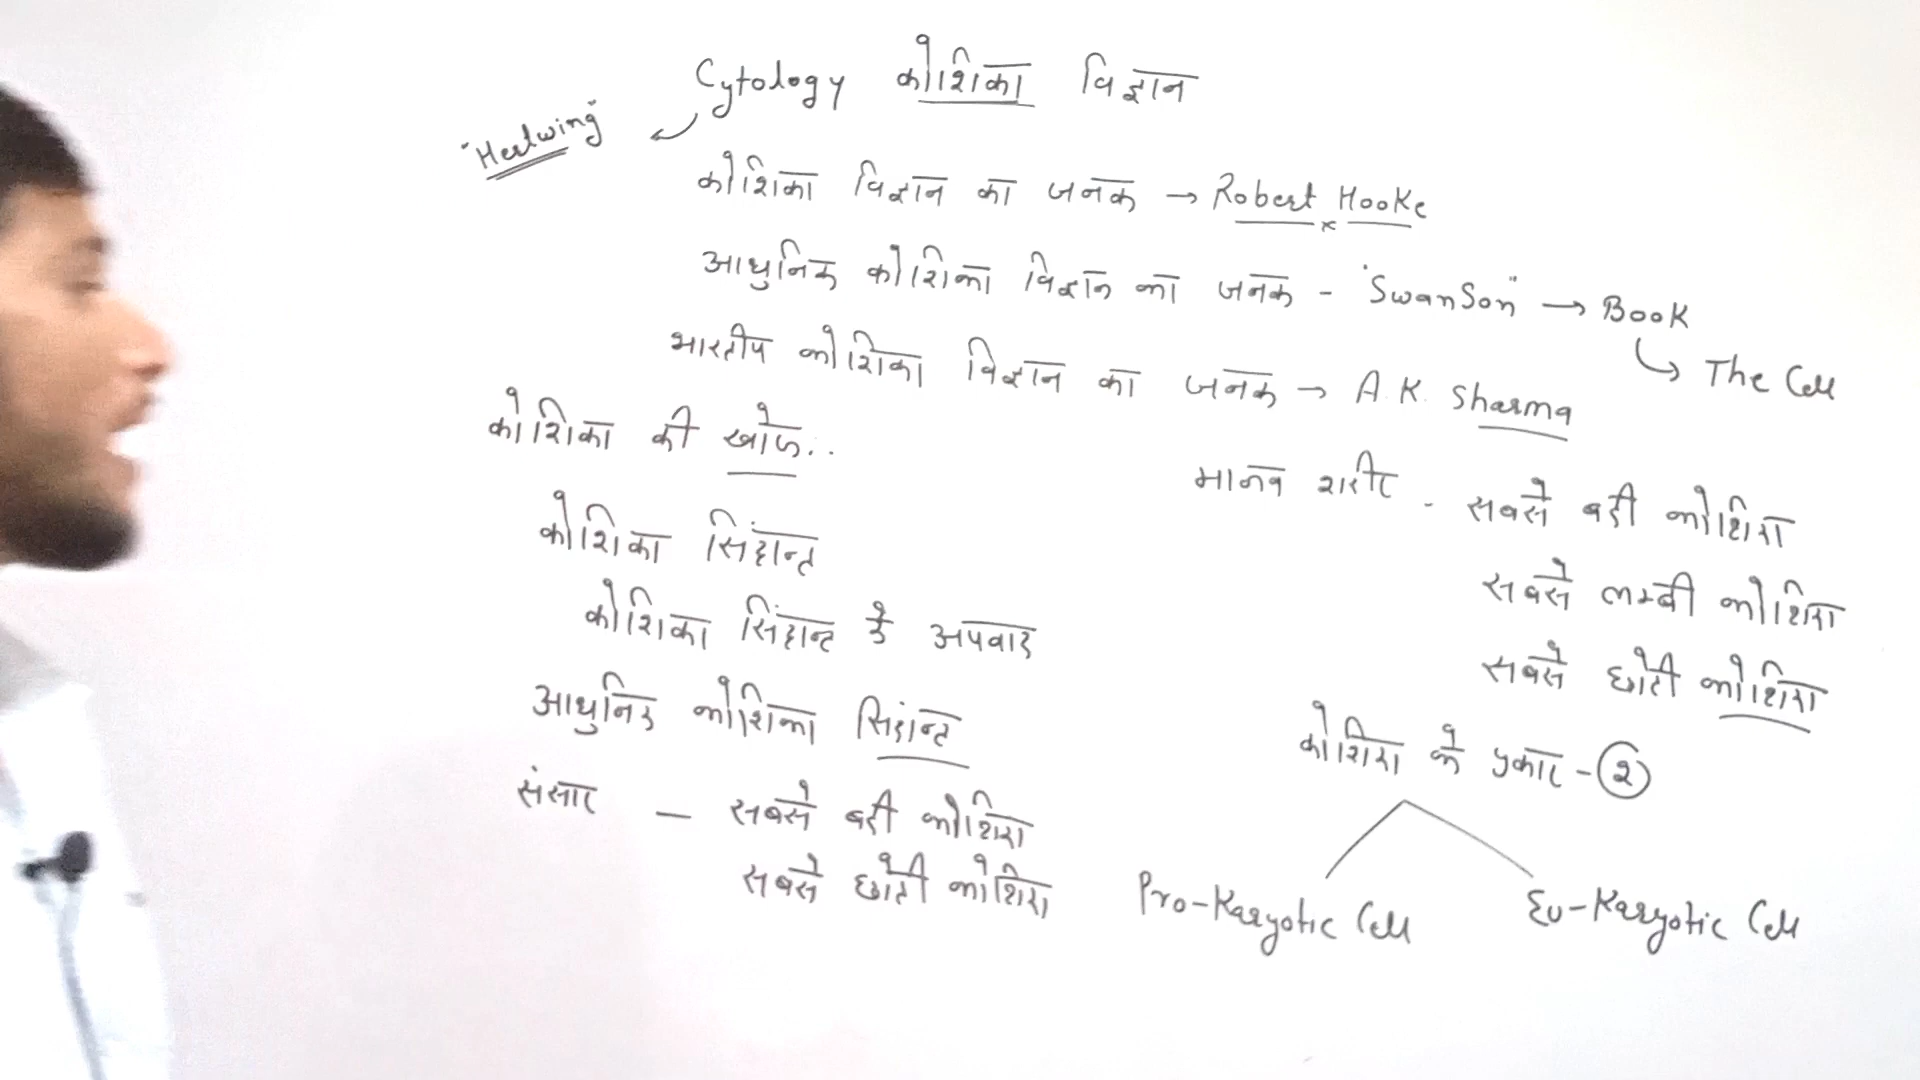 Cytology कोशिका विज्ञान
"Hertwing"
कोशिका विज्ञान का जनक → Robert Hooke
आधुनिक कोशिका विज्ञान का जनक - "Swanson" → Book
The Cell
भारतीय कोशिका विज्ञान का जनक → A.K. Sharma
कोशिका की खोज..
कोशिका सिद्दान्त
कोशिका सिद्दान्त के अपवाद
आधुनिक कोशिका सिद्दान्त
संसार — सबसे बडी कोशिका
सबसे छोटी कोशिका
मानव शरीर - सबसे बडी कोशिका
सबसे लम्बी कोशिका
सबसे छोटी कोशिका
कोशिका के प्रकार - 2
Pro-Karyotic Cell
Eu-Karyotic Cell